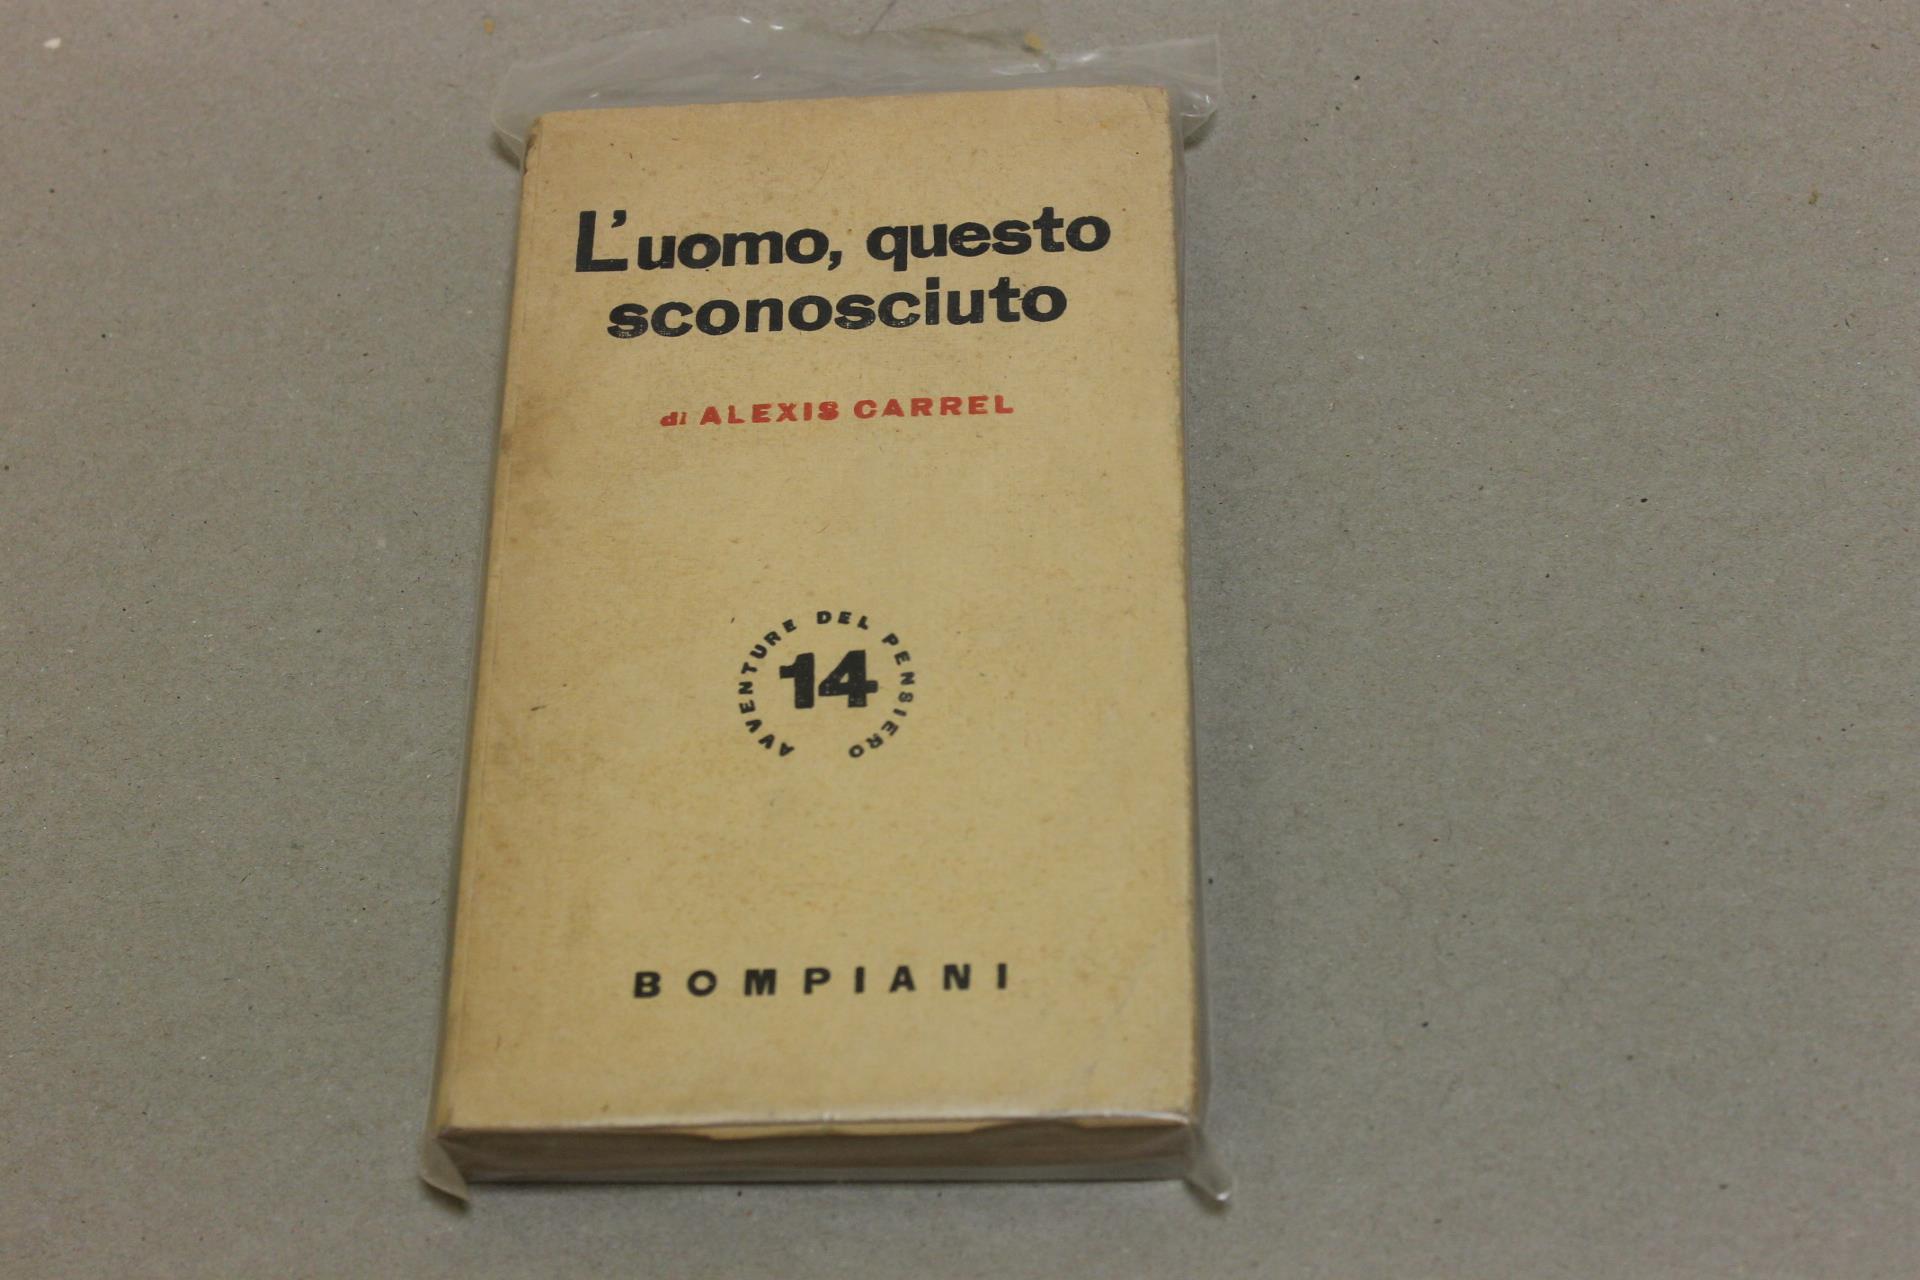 L'uomo, questo
sconosciuto
di ALEXIS CARREL
AVVENTURE DEL PENSIERO
14
BOMPIANI